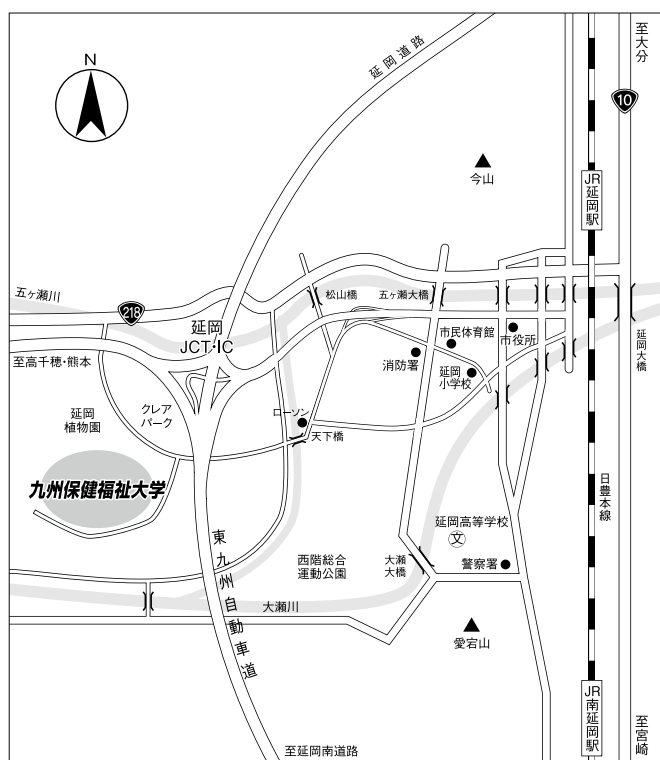 N
延岡道路
至大分
10
今山
JR
延岡駅
五ヶ瀬川
218
松山橋
五ヶ瀬大橋
延岡
JCT・IC
市民体育館
市役所
延岡大橋
至高千穂・熊本
消防署
延岡
小学校
延岡
植物園
クレア
パーク
ローソン
天下橋
九州保健福祉大学
日豊本線
東九州自動車道
延岡高等学校
文
西階総合
運動公園
大瀬
大橋
警察署
大瀬川
愛宕山
JR
南延岡駅
至宮崎
至延岡南道路